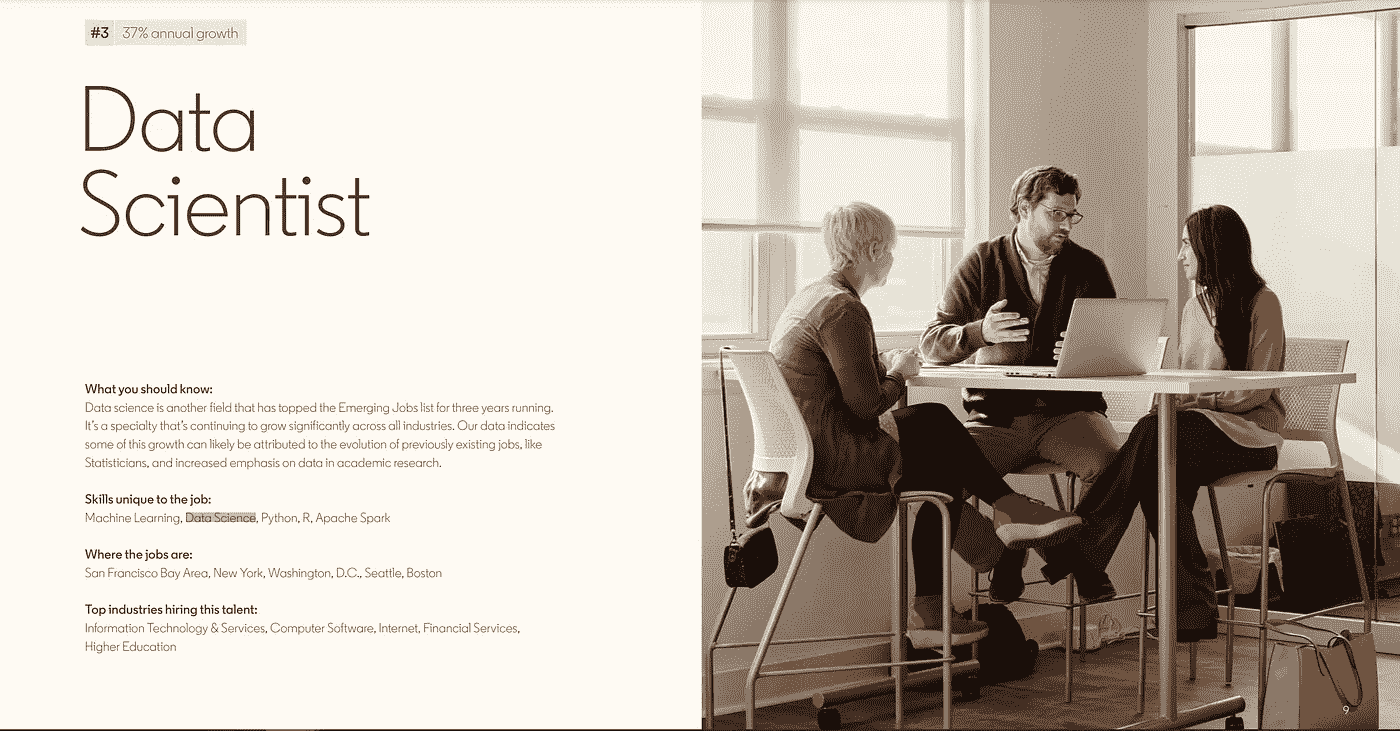 #3 37% annual growth
Data
Scientist
What you should know:
Data science is another field that has topped the Emerging Jobs list for three years running.
It's a specialty that's continuing to grow significantly across all industries. Our data indicates
some of this growth can likely be attributed to the evolution of previously existing jobs, like
Statisticians, and increased emphasis on data in academic research.
Skills unique to the job:
Machine Learning, Data Science, Python, R, Apache Spark
Where the jobs are:
San Francisco Bay Area, New York, Washington, D.C., Seattle, Boston
Top industries hiring this talent:
Information Technology & Services, Computer Software, Internet, Financial Services,
Higher Education
9